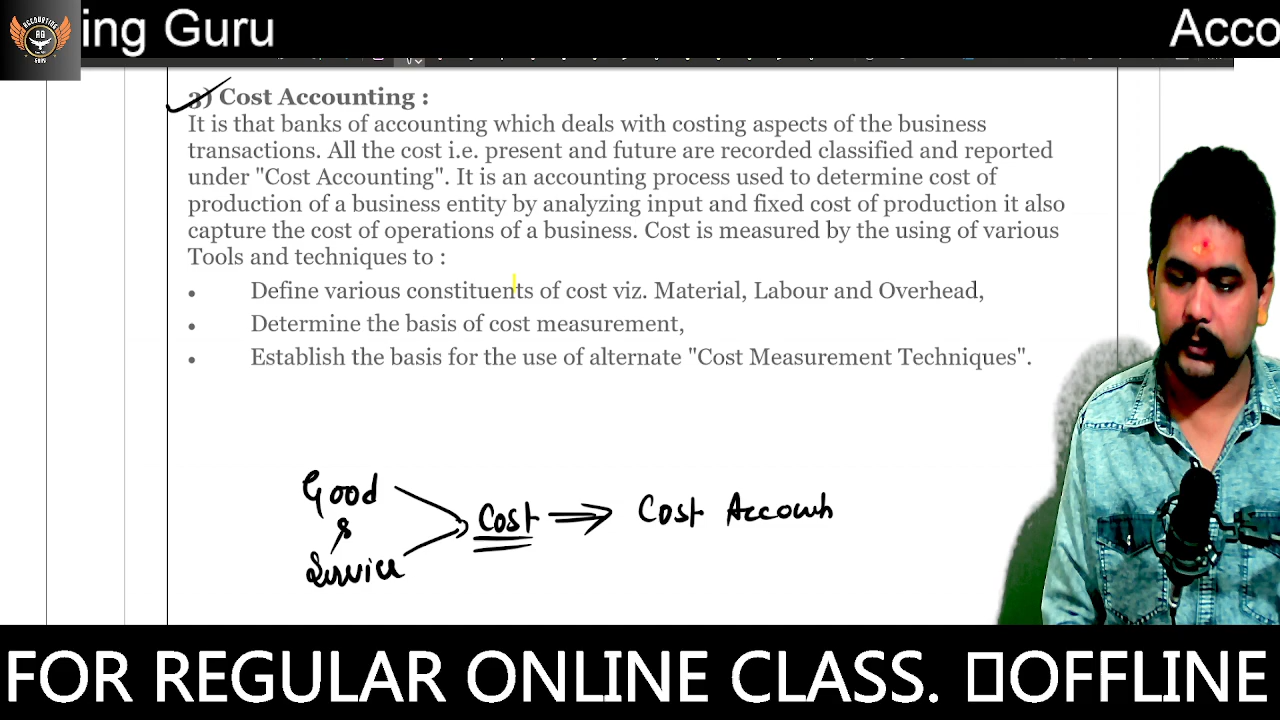 ing Guru
Acco
ACCOUNTING
AG
GURU
3) Cost Accounting :
It is that banks of accounting which deals with costing aspects of the business
transactions. All the cost i.e. present and future are recorded classified and reported
under "Cost Accounting". It is an accounting process used to determine cost of
production of a business entity by analyzing input and fixed cost of production it also
capture the cost of operations of a business. Cost is measured by the using of various
Tools and techniques to :
• Define various constituents of cost viz. Material, Labour and Overhead,
• Determine the basis of cost measurement,
• Establish the basis for the use of alternate "Cost Measurement Techniques".
Good
&
Service
Cost ⇒ Cost Account
FOR REGULAR ONLINE CLASS. □OFFLINE